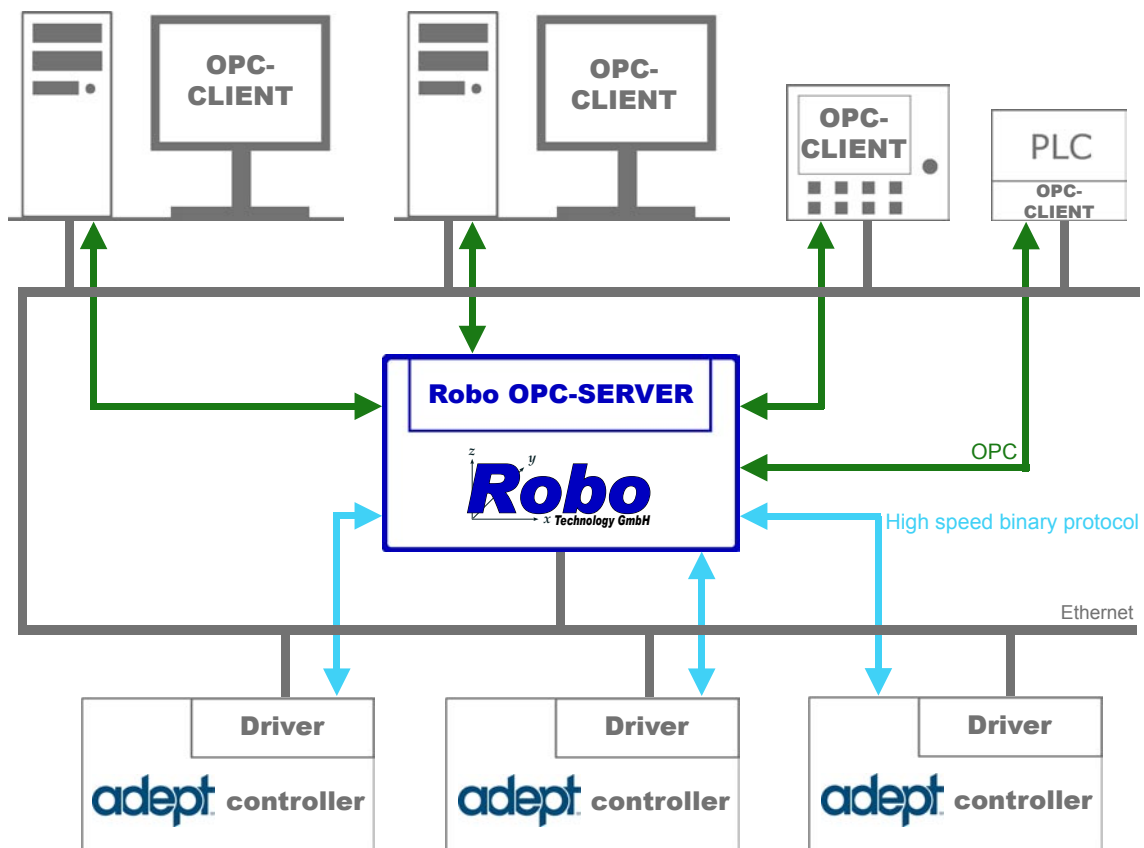 OPC-
CLIENT
OPC-
CLIENT
OPC-
CLIENT
PLC
OPC-
CLIENT
Robo OPC-SERVER
z
y
Robo
x Technology GmbH
OPC
High speed binary protocol
Ethernet
Driver
adept controller
Driver
adept controller
Driver
adept controller